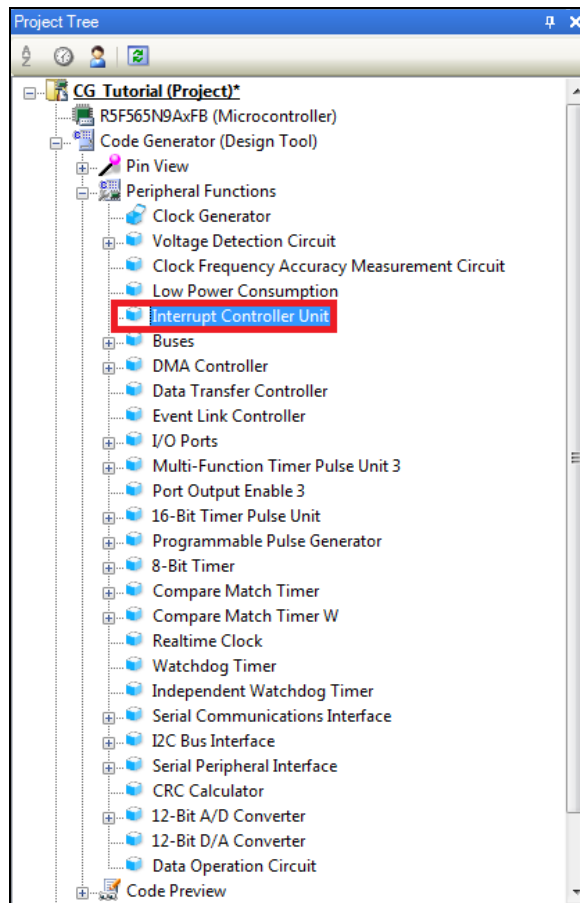 Project Tree
CG_Tutorial (Project)*
R5F565N9AxFB (Microcontroller)
Code Generator (Design Tool)
Pin View
Peripheral Functions
Clock Generator
Voltage Detection Circuit
Clock Frequency Accuracy Measurement Circuit
Low Power Consumption
Interrupt Controller Unit
Buses
DMA Controller
Data Transfer Controller
Event Link Controller
I/O Ports
Multi-Function Timer Pulse Unit 3
Port Output Enable 3
16-Bit Timer Pulse Unit
Programmable Pulse Generator
8-Bit Timer
Compare Match Timer
Compare Match Timer W
Realtime Clock
Watchdog Timer
Independent Watchdog Timer
Serial Communications Interface
I2C Bus Interface
Serial Peripheral Interface
CRC Calculator
12-Bit A/D Converter
12-Bit D/A Converter
Data Operation Circuit
Code Preview